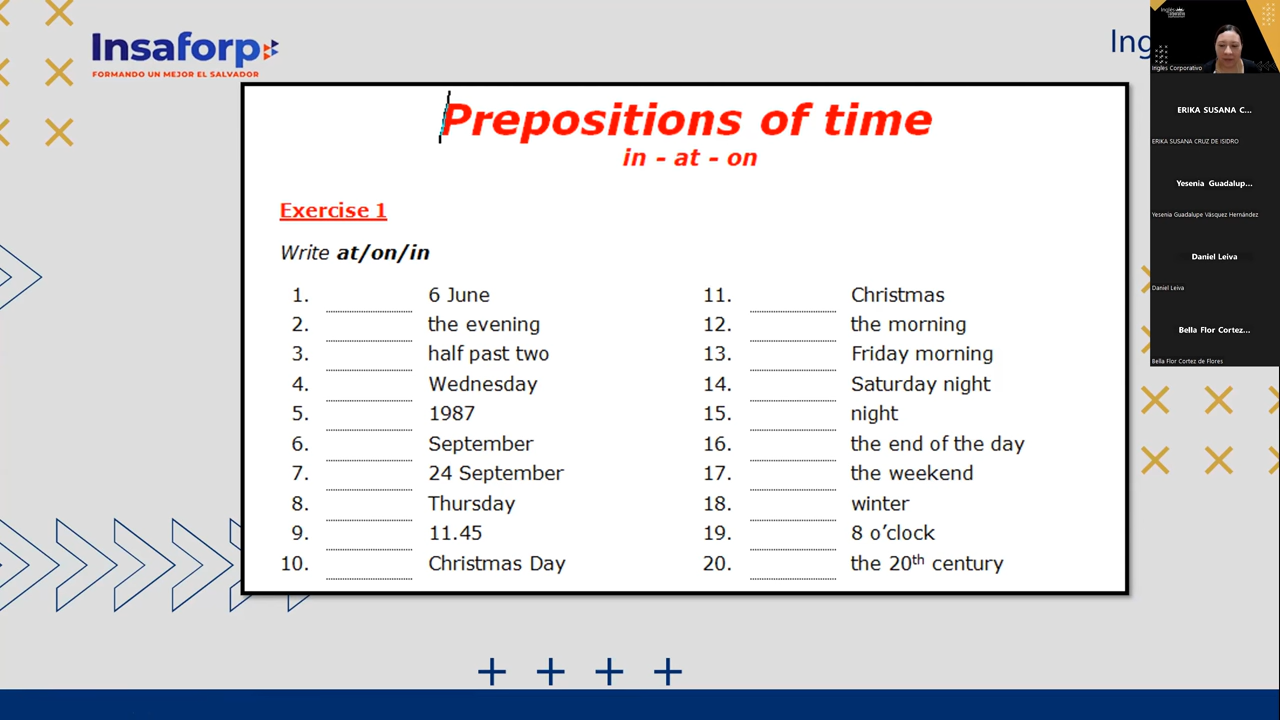 Insaforp
FORMANDO UN MEJOR EL SALVADOR
Ing
Prepositions of time
in - at - on
Exercise 1
Write at/on/in
1. 6 June
2. the evening
3. half past two
4. Wednesday
5. 1987
6. September
7. 24 September
8. Thursday
9. 11.45
10. Christmas Day
11. Christmas
12. the morning
13. Friday morning
14. Saturday night
15. night
16. the end of the day
17. the weekend
18. winter
19. 8 o’clock
20. the 20th century
Inglés Corporativo
ERIKA SUSANA C...
ERIKA SUSANA CRUZ DE ISIDRO
Yesenia Guadalup...
Yesenia Guadalupe Vásquez Hernández
Daniel Leiva
Daniel Leiva
Bella Flor Cortez...
Bella Flor Cortez de Flores